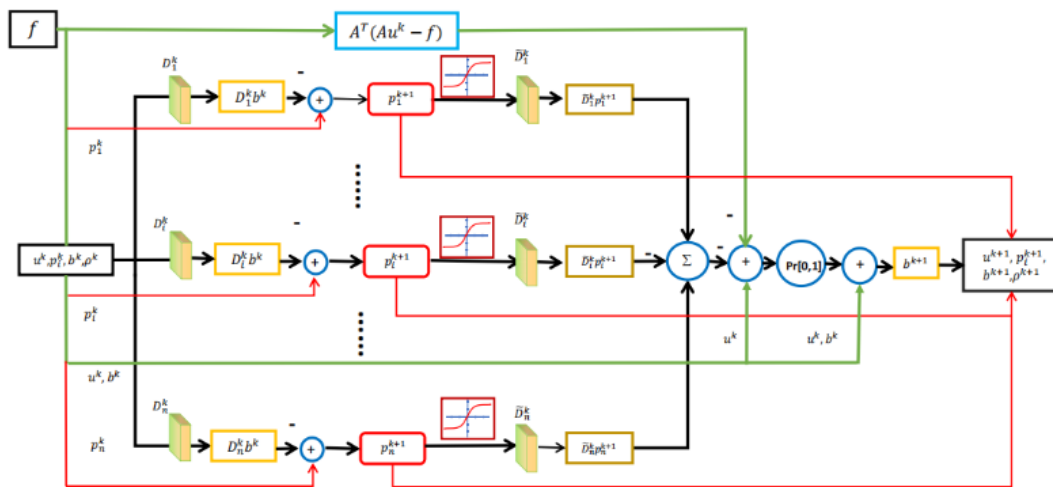 f
A^T(Au^k − f)
D_1^k
D_1^k b^k
-
+
p_1^{k+1}
D̃_1^k
D̃_1^k p_1^{k+1}
p_1^k
......
-
D_i^k
D_i^k b^k
-
+
p_i^{k+1}
D̃_i^k
D̃_i^k p_i^{k+1}
-
Σ
-
+
Pr[0,1]
+
b^{k+1}
u^{k+1}, p_i^{k+1},
b^{k+1}, ρ^{k+1}
u^k, p_i^k, b^k, ρ^k
p_i^k
......
u^k
u^k, b^k
u^k, b^k
D_n^k
D_n^k b^k
-
+
p_n^{k+1}
D̃_n^k
D̃_n^k p_n^{k+1}
p_n^k